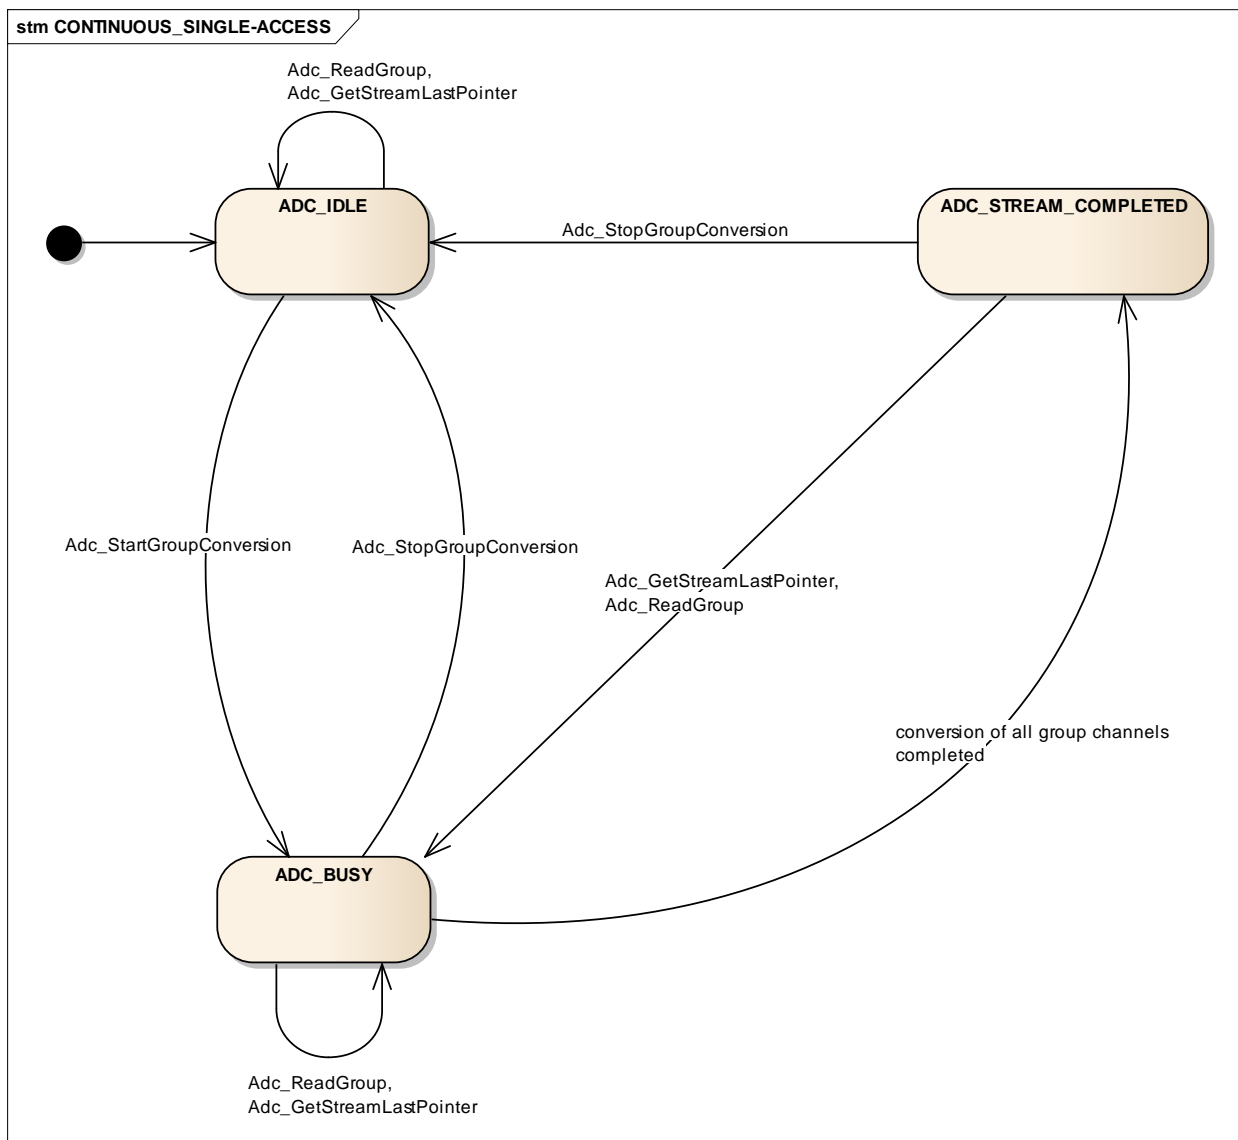 stm CONTINUOUS_SINGLE-ACCESS
Adc_ReadGroup,
Adc_GetStreamLastPointer
ADC_IDLE
ADC_STREAM_COMPLETED
Adc_StopGroupConversion
Adc_StartGroupConversion
Adc_StopGroupConversion
Adc_GetStreamLastPointer,
Adc_ReadGroup
conversion of all group channels
completed
ADC_BUSY
Adc_ReadGroup,
Adc_GetStreamLastPointer